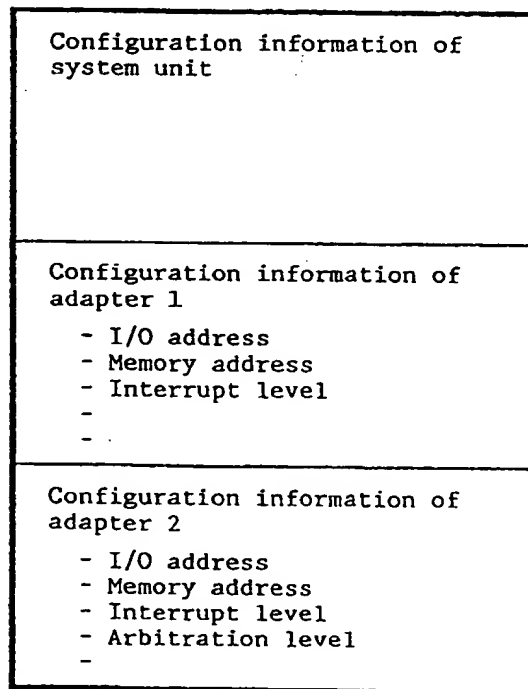 Configuration information of
system unit
Configuration information of
adapter 1
- I/O address
- Memory address
- Interrupt level
-
-
Configuration information of
adapter 2
- I/O address
- Memory address
- Interrupt level
- Arbitration level
-